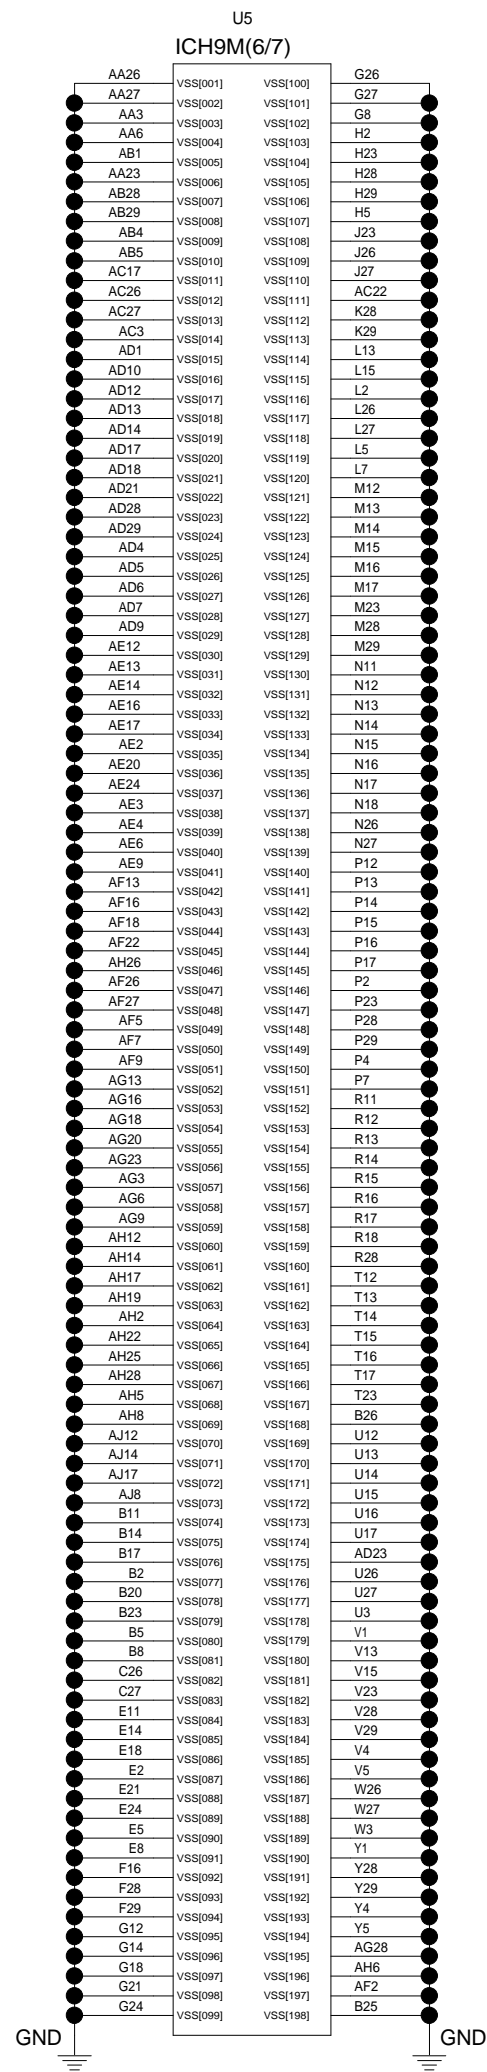 U5
ICH9M(6/7)
AA26 VSS[001] VSS[100] G26
AA27 VSS[002] VSS[101] G27
AA3 VSS[003] VSS[102] G8
AA6 VSS[004] VSS[103] H2
AB1 VSS[005] VSS[104] H23
AA23 VSS[006] VSS[105] H28
AB28 VSS[007] VSS[106] H29
AB29 VSS[008] VSS[107] H5
AB4 VSS[009] VSS[108] J23
AB5 VSS[010] VSS[109] J26
AC17 VSS[011] VSS[110] J27
AC26 VSS[012] VSS[111] AC22
AC27 VSS[013] VSS[112] K28
AC3 VSS[014] VSS[113] K29
AD1 VSS[015] VSS[114] L13
AD10 VSS[016] VSS[115] L15
AD12 VSS[017] VSS[116] L2
AD13 VSS[018] VSS[117] L26
AD14 VSS[019] VSS[118] L27
AD17 VSS[020] VSS[119] L5
AD18 VSS[021] VSS[120] L7
AD21 VSS[022] VSS[121] M12
AD28 VSS[023] VSS[122] M13
AD29 VSS[024] VSS[123] M14
AD4 VSS[025] VSS[124] M15
AD5 VSS[026] VSS[125] M16
AD6 VSS[027] VSS[126] M17
AD7 VSS[028] VSS[127] M23
AD9 VSS[029] VSS[128] M28
AE12 VSS[030] VSS[129] M29
AE13 VSS[031] VSS[130] N11
AE14 VSS[032] VSS[131] N12
AE16 VSS[033] VSS[132] N13
AE17 VSS[034] VSS[133] N14
AE2 VSS[035] VSS[134] N15
AE20 VSS[036] VSS[135] N16
AE24 VSS[037] VSS[136] N17
AE3 VSS[038] VSS[137] N18
AE4 VSS[039] VSS[138] N26
AE6 VSS[040] VSS[139] N27
AE9 VSS[041] VSS[140] P12
AF13 VSS[042] VSS[141] P13
AF16 VSS[043] VSS[142] P14
AF18 VSS[044] VSS[143] P15
AF22 VSS[045] VSS[144] P16
AH26 VSS[046] VSS[145] P17
AF26 VSS[047] VSS[146] P2
AF27 VSS[048] VSS[147] P23
AF5 VSS[049] VSS[148] P28
AF7 VSS[050] VSS[149] P29
AF9 VSS[051] VSS[150] P4
AG13 VSS[052] VSS[151] P7
AG16 VSS[053] VSS[152] R11
AG18 VSS[054] VSS[153] R12
AG20 VSS[055] VSS[154] R13
AG23 VSS[056] VSS[155] R14
AG3 VSS[057] VSS[156] R15
AG6 VSS[058] VSS[157] R16
AG9 VSS[059] VSS[158] R17
AH12 VSS[060] VSS[159] R18
AH14 VSS[061] VSS[160] R28
AH17 VSS[062] VSS[161] T12
AH19 VSS[063] VSS[162] T13
AH2 VSS[064] VSS[163] T14
AH22 VSS[065] VSS[164] T15
AH25 VSS[066] VSS[165] T16
AH28 VSS[067] VSS[166] T17
AH5 VSS[068] VSS[167] T23
AH8 VSS[069] VSS[168] B26
AJ12 VSS[070] VSS[169] U12
AJ14 VSS[071] VSS[170] U13
AJ17 VSS[072] VSS[171] U14
AJ8 VSS[073] VSS[172] U15
B11 VSS[074] VSS[173] U16
B14 VSS[075] VSS[174] U17
B17 VSS[076] VSS[175] AD23
B2 VSS[077] VSS[176] U26
B20 VSS[078] VSS[177] U27
B23 VSS[079] VSS[178] U3
B5 VSS[080] VSS[179] V1
B8 VSS[081] VSS[180] V13
C26 VSS[082] VSS[181] V15
C27 VSS[083] VSS[182] V23
E11 VSS[084] VSS[183] V28
E14 VSS[085] VSS[184] V29
E18 VSS[086] VSS[185] V4
E2 VSS[087] VSS[186] V5
E21 VSS[088] VSS[187] W26
E24 VSS[089] VSS[188] W27
E5 VSS[090] VSS[189] W3
E8 VSS[091] VSS[190] Y1
F16 VSS[092] VSS[191] Y28
F28 VSS[093] VSS[192] Y29
F29 VSS[094] VSS[193] Y4
G12 VSS[095] VSS[194] Y5
G14 VSS[096] VSS[195] AG28
G18 VSS[097] VSS[196] AH6
G21 VSS[098] VSS[197] AF2
G24 VSS[099] VSS[198] B25
GND GND